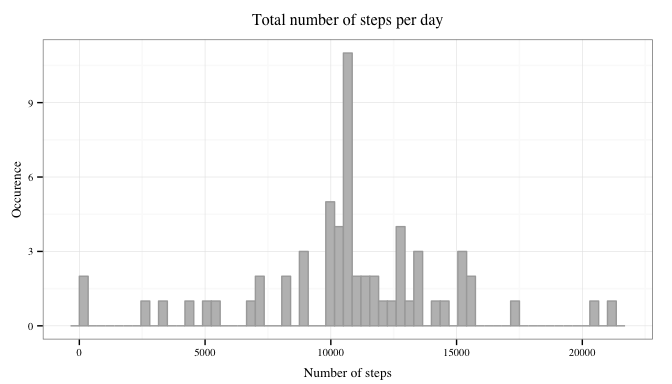 Total number of steps per day
9
6
3
0
Occurence
0 5000 10000 15000 20000
Number of steps